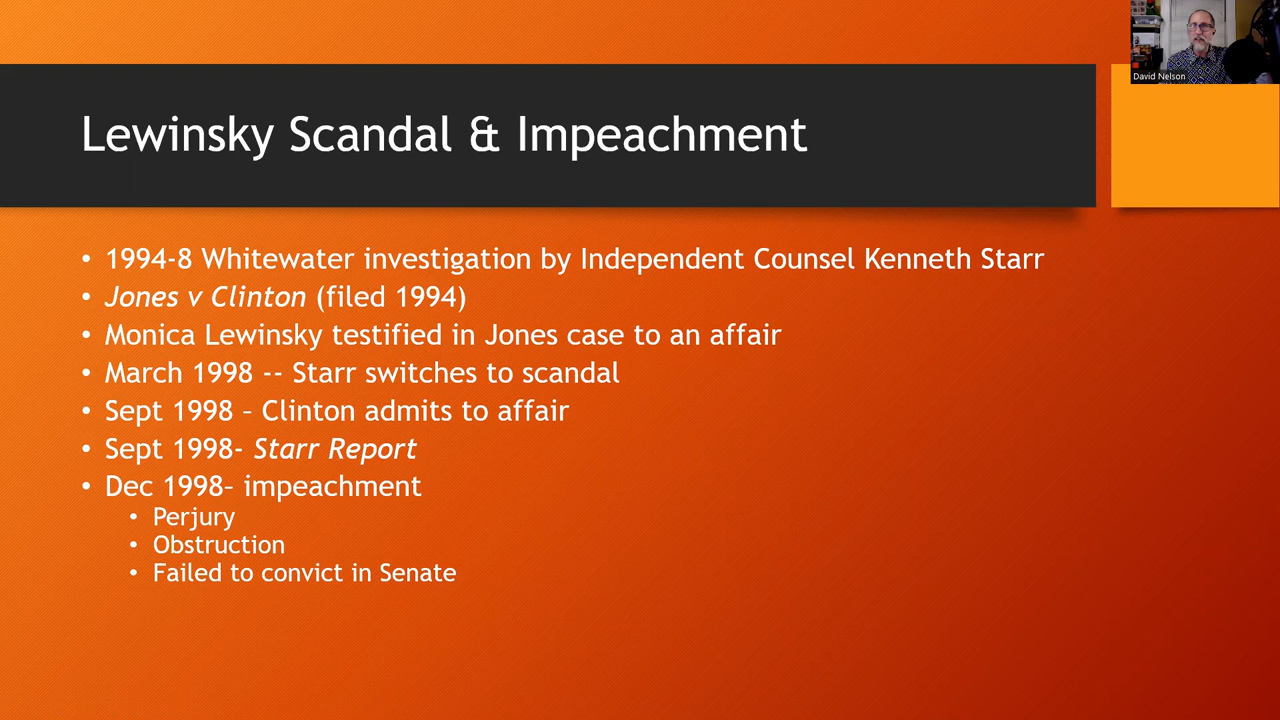 David Nelson
Lewinsky Scandal & Impeachment
• 1994-8 Whitewater investigation by Independent Counsel Kenneth Starr
• Jones v Clinton (filed 1994)
• Monica Lewinsky testified in Jones case to an affair
• March 1998 -- Starr switches to scandal
• Sept 1998 – Clinton admits to affair
• Sept 1998- Starr Report
• Dec 1998– impeachment
• Perjury
• Obstruction
• Failed to convict in Senate